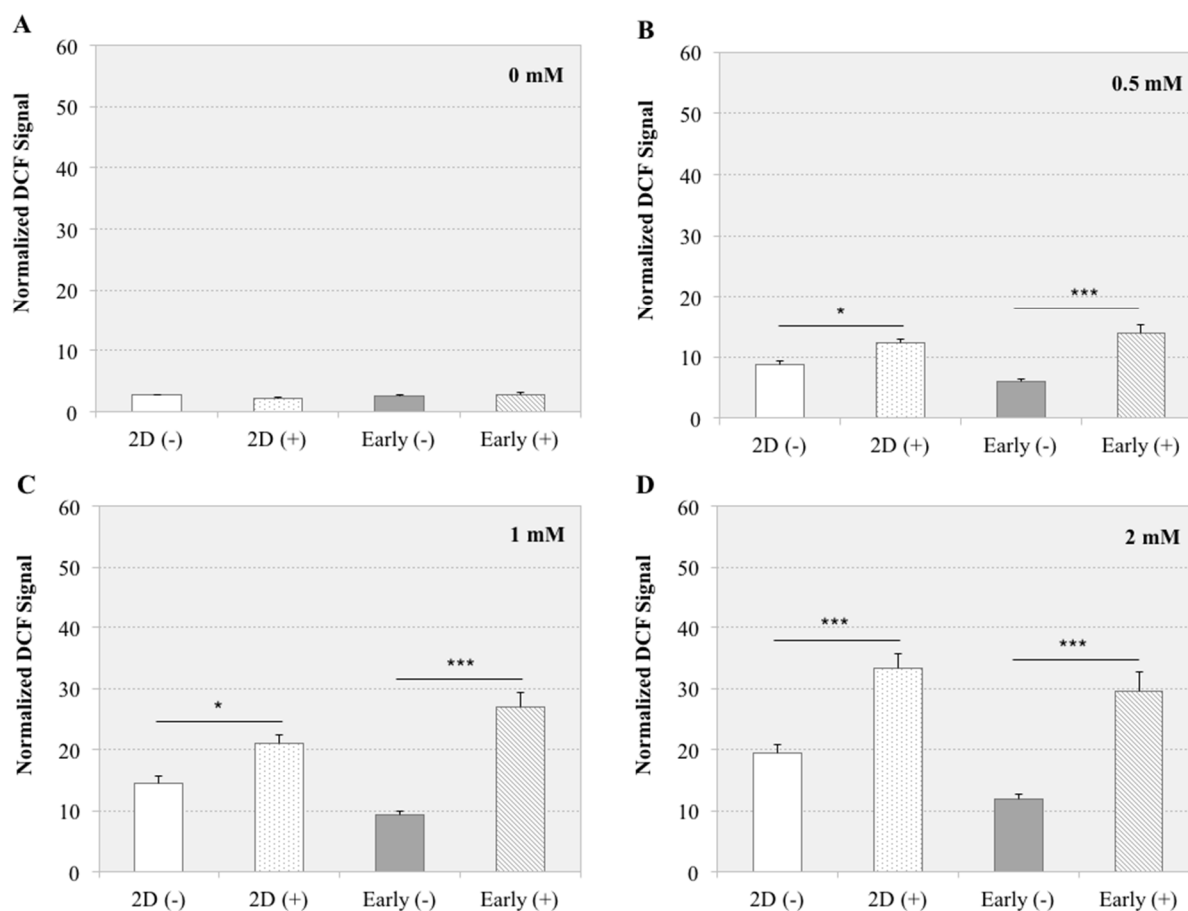 A
Normalized DCF Signal
60
50
40
30
20
10
0
0 mM
2D (-) 2D (+) Early (-) Early (+)
B
Normalized DCF Signal
60
50
40
30
20
10
0
0.5 mM
*
***
2D (-) 2D (+) Early (-) Early (+)
C
Normalized DCF Signal
60
50
40
30
20
10
0
1 mM
*
***
2D (-) 2D (+) Early (-) Early (+)
D
Normalized DCF Signal
60
50
40
30
20
10
0
2 mM
***
***
2D (-) 2D (+) Early (-) Early (+)